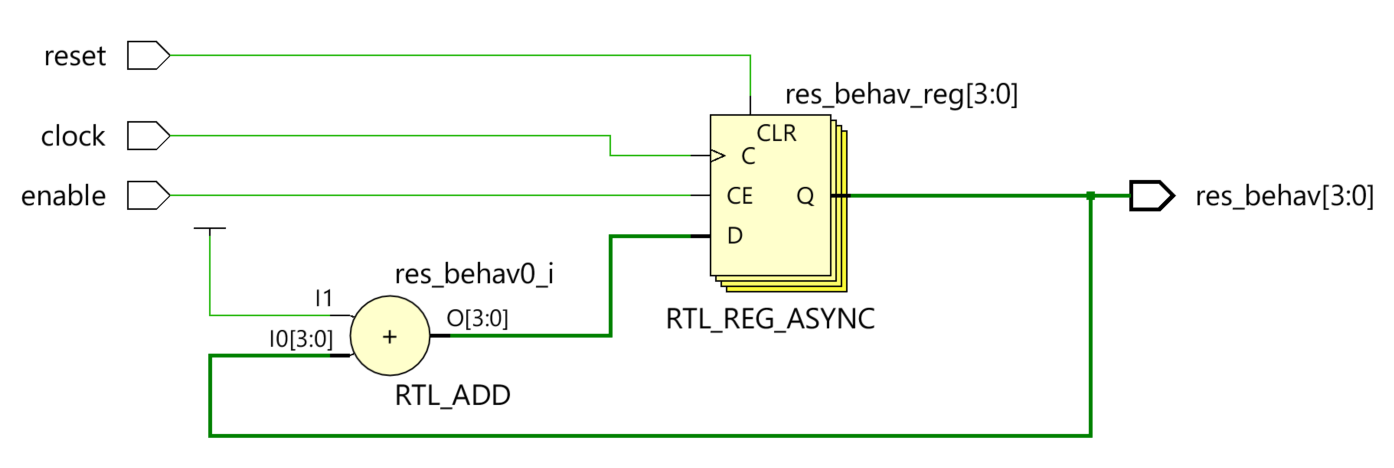 reset
res_behav_reg[3:0]
clock
CLR
C
enable
CE
Q
res_behav[3:0]
D
res_behav0_i
I1
O[3:0]
I0[3:0]
+
RTL_REG_ASYNC
RTL_ADD